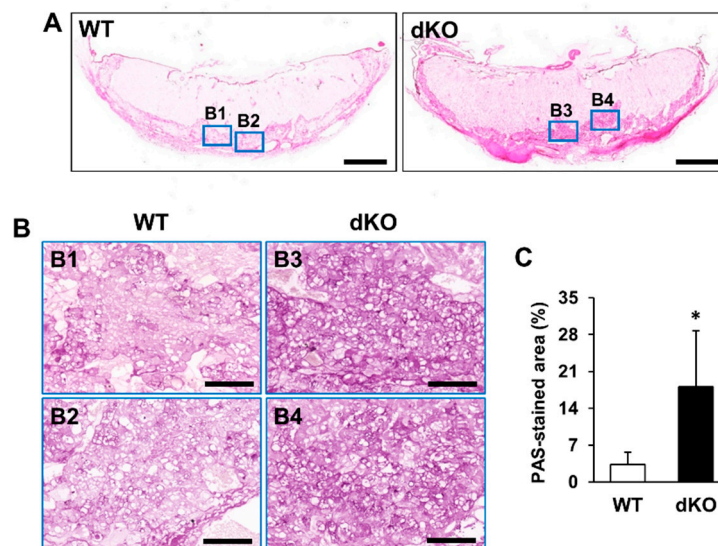 A
WT
dKO
B1
B2
B3
B4
B
WT
dKO
B1
B3
B2
B4
C
PAS-stained area (%)
35
28
21
14
7
0
*
WT
dKO